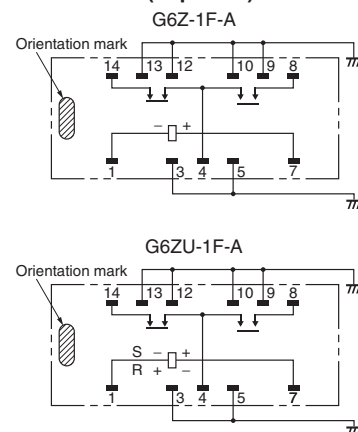 G6Z-1F-A
Orientation mark
14 13 12 10 9 8
− +
1 3 4 5 7
G6ZU-1F-A
Orientation mark
14 13 12 10 9 8
S − +
R + −
1 3 4 5 7